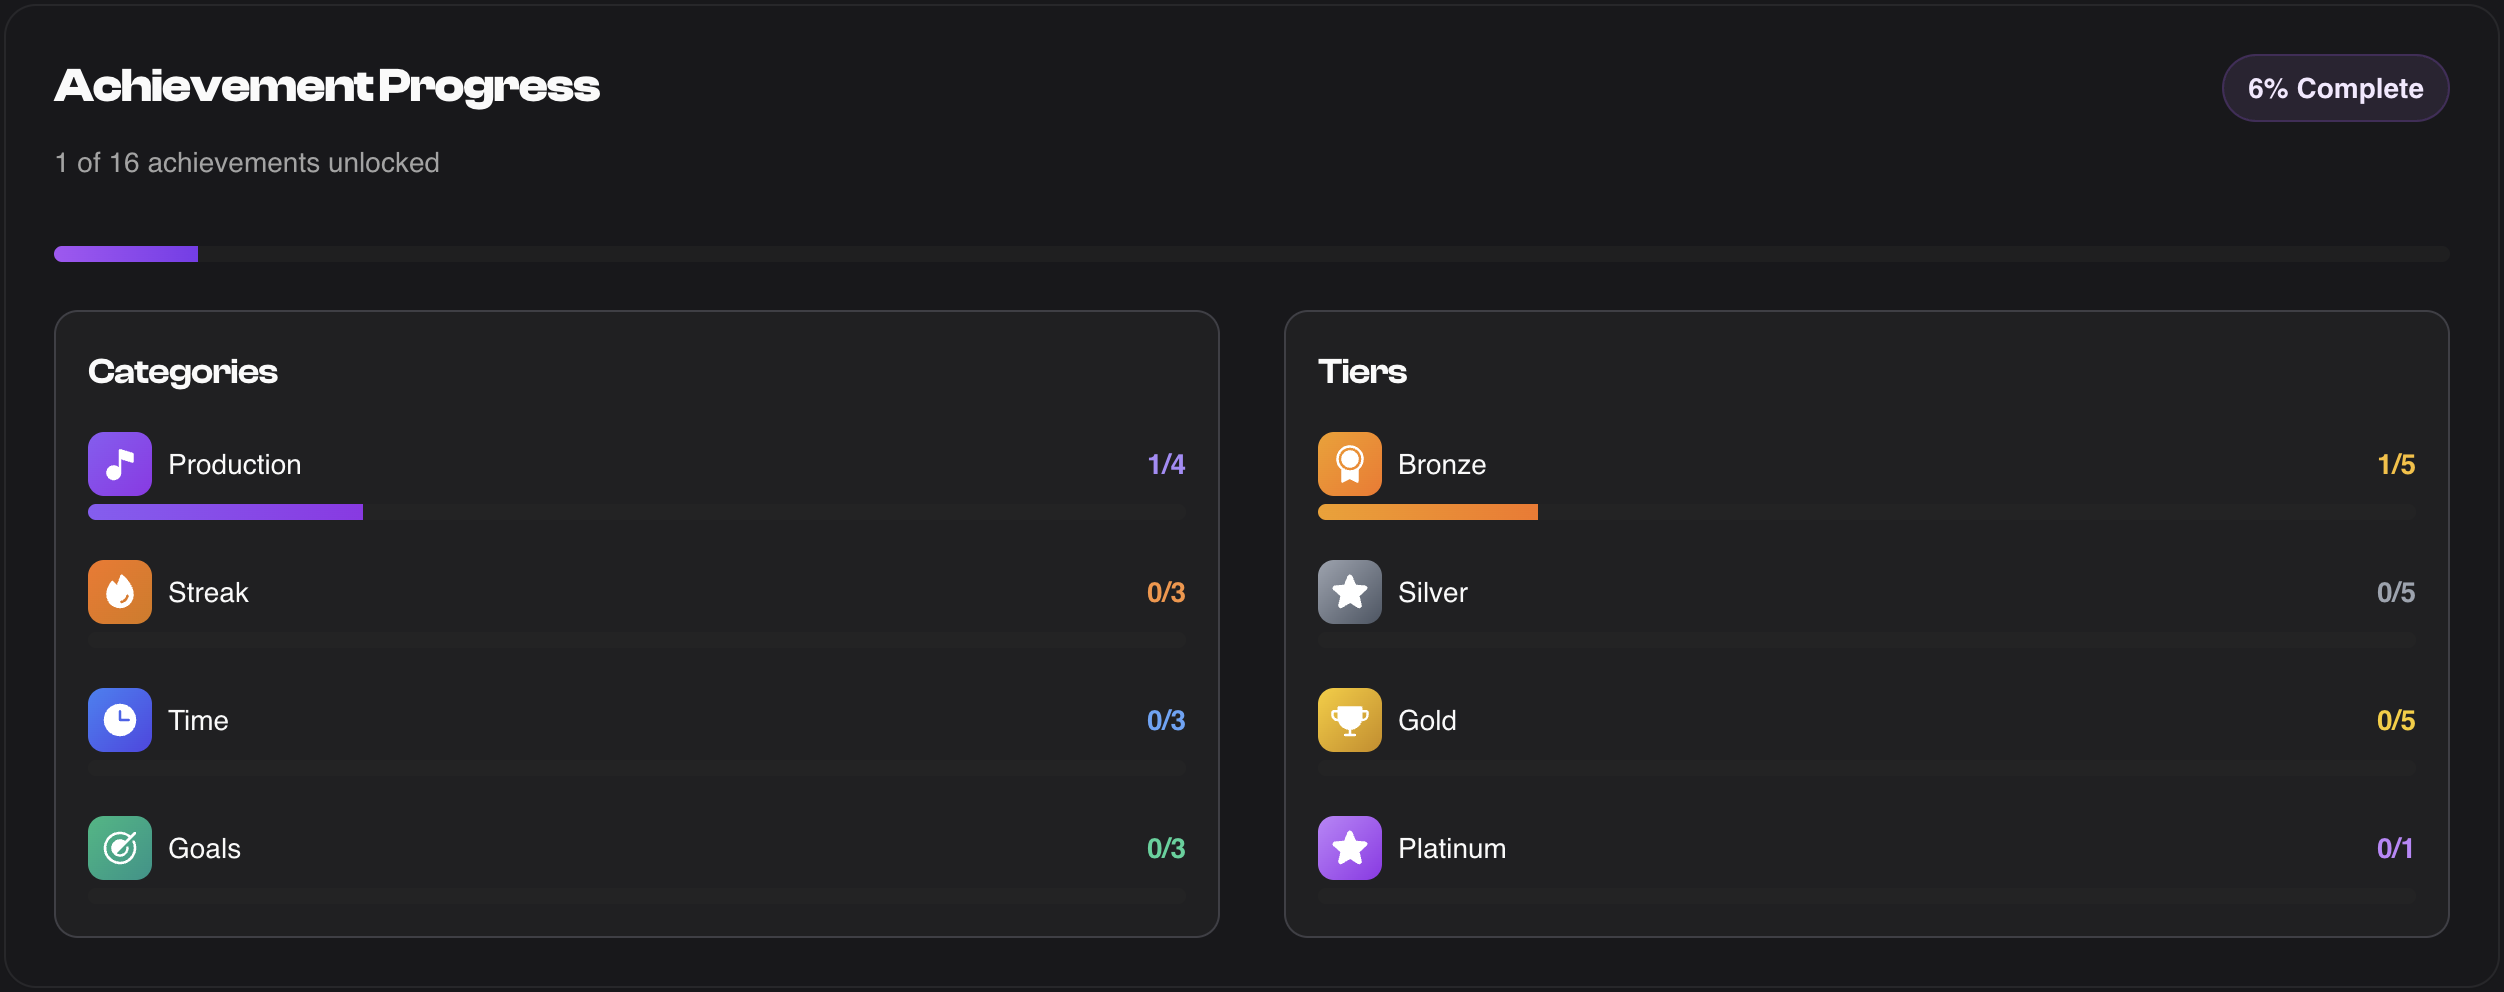 Achievement Progress
6% Complete
1 of 16 achievements unlocked
Categories
Production 1/4
Streak 0/3
Time 0/3
Goals 0/3
Tiers
Bronze 1/5
Silver 0/5
Gold 0/5
Platinum 0/1